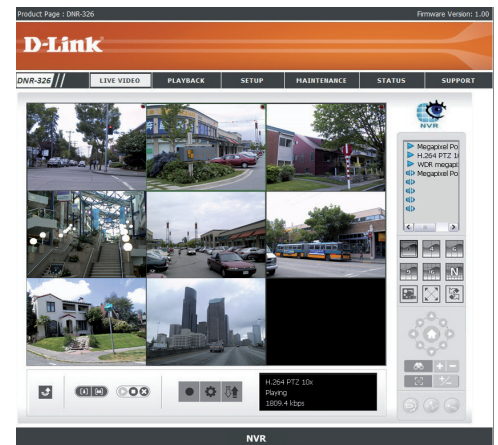 Product Page : DNR-326
Firmware Version: 1.00
D-Link
DNR-326
LIVE VIDEO
PLAYBACK
SETUP
MAINTENANCE
STATUS
SUPPORT
NVR
Megapixel Po
H.264 PTZ 1
WDR megapi
Megapixel Po
N
H.264 PTZ 10x
Playing
1809.4 kbps
NVR